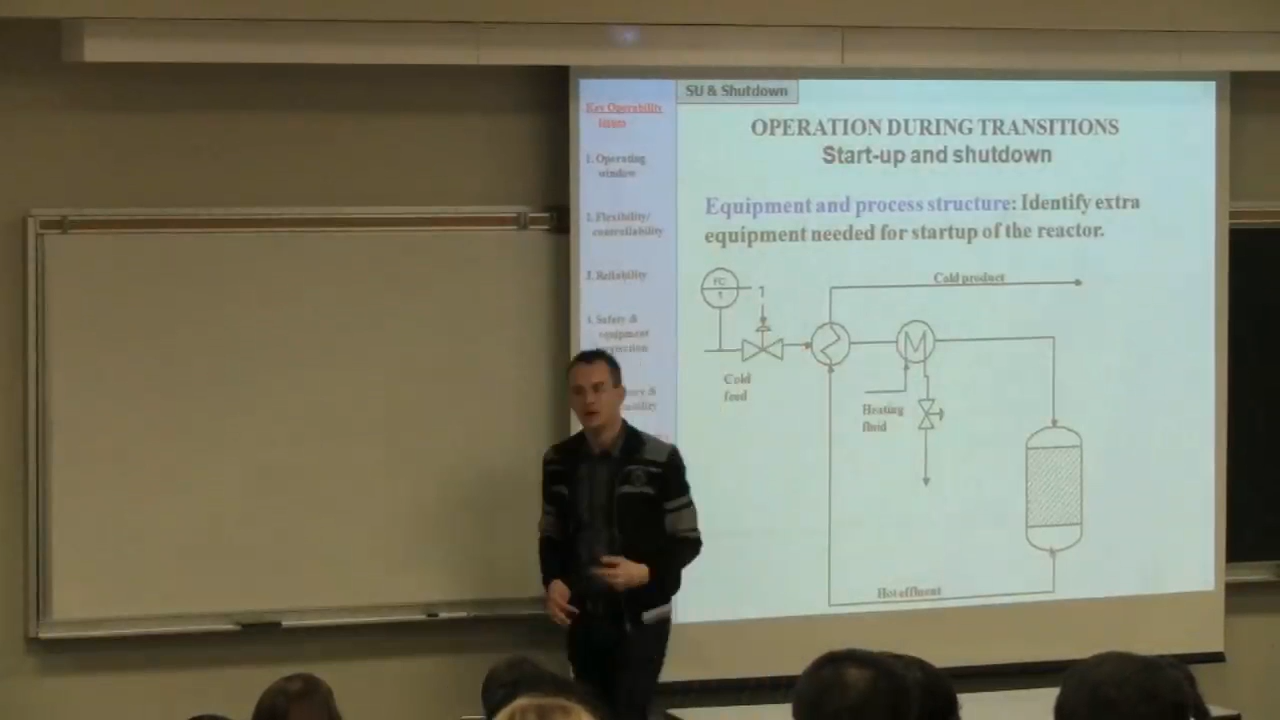 SU & Shutdown
Key Operability
Issues
1. Operating
window
2. Flexibility/
controllability
3. Reliability
4. Safety &
equipment
OPERATION DURING TRANSITIONS
Start-up and shutdown
Equipment and process structure: Identify extra
equipment needed for startup of the reactor.
FC
1
1
Cold product
Cold
feed
Heating
fluid
Hot effluent